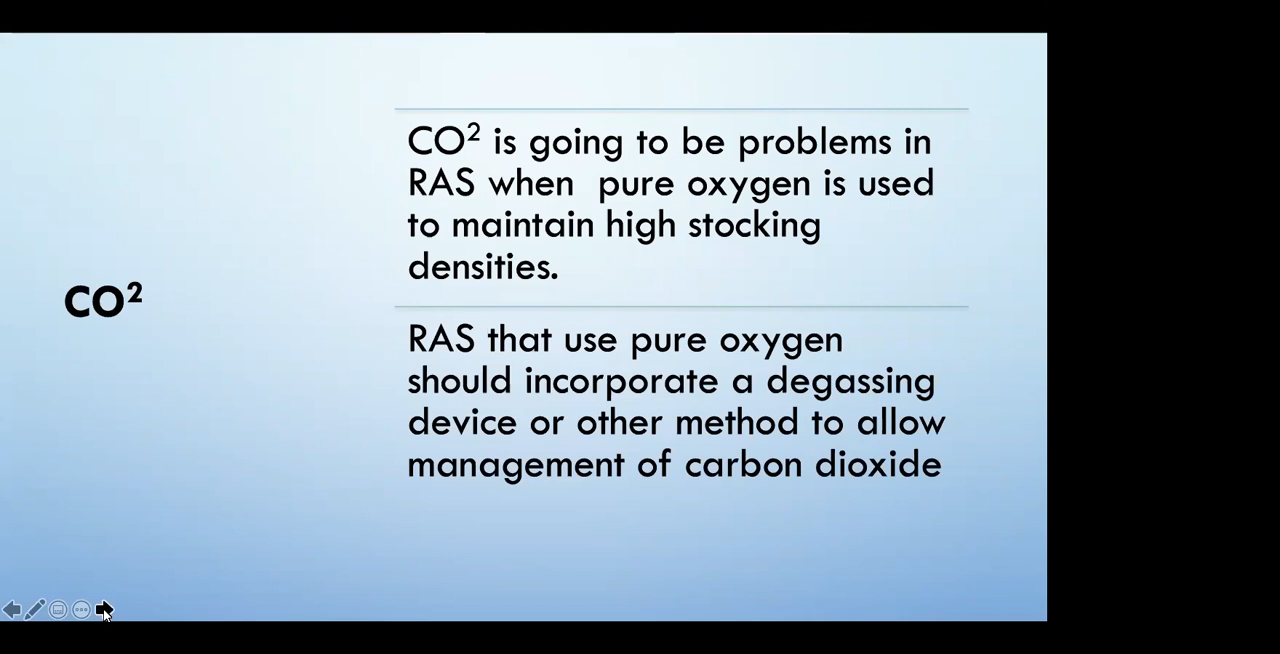 CO²
CO² is going to be problems in
RAS when  pure oxygen is used
to maintain high stocking
densities.
RAS that use pure oxygen
should incorporate a degassing
device or other method to allow
management of carbon dioxide